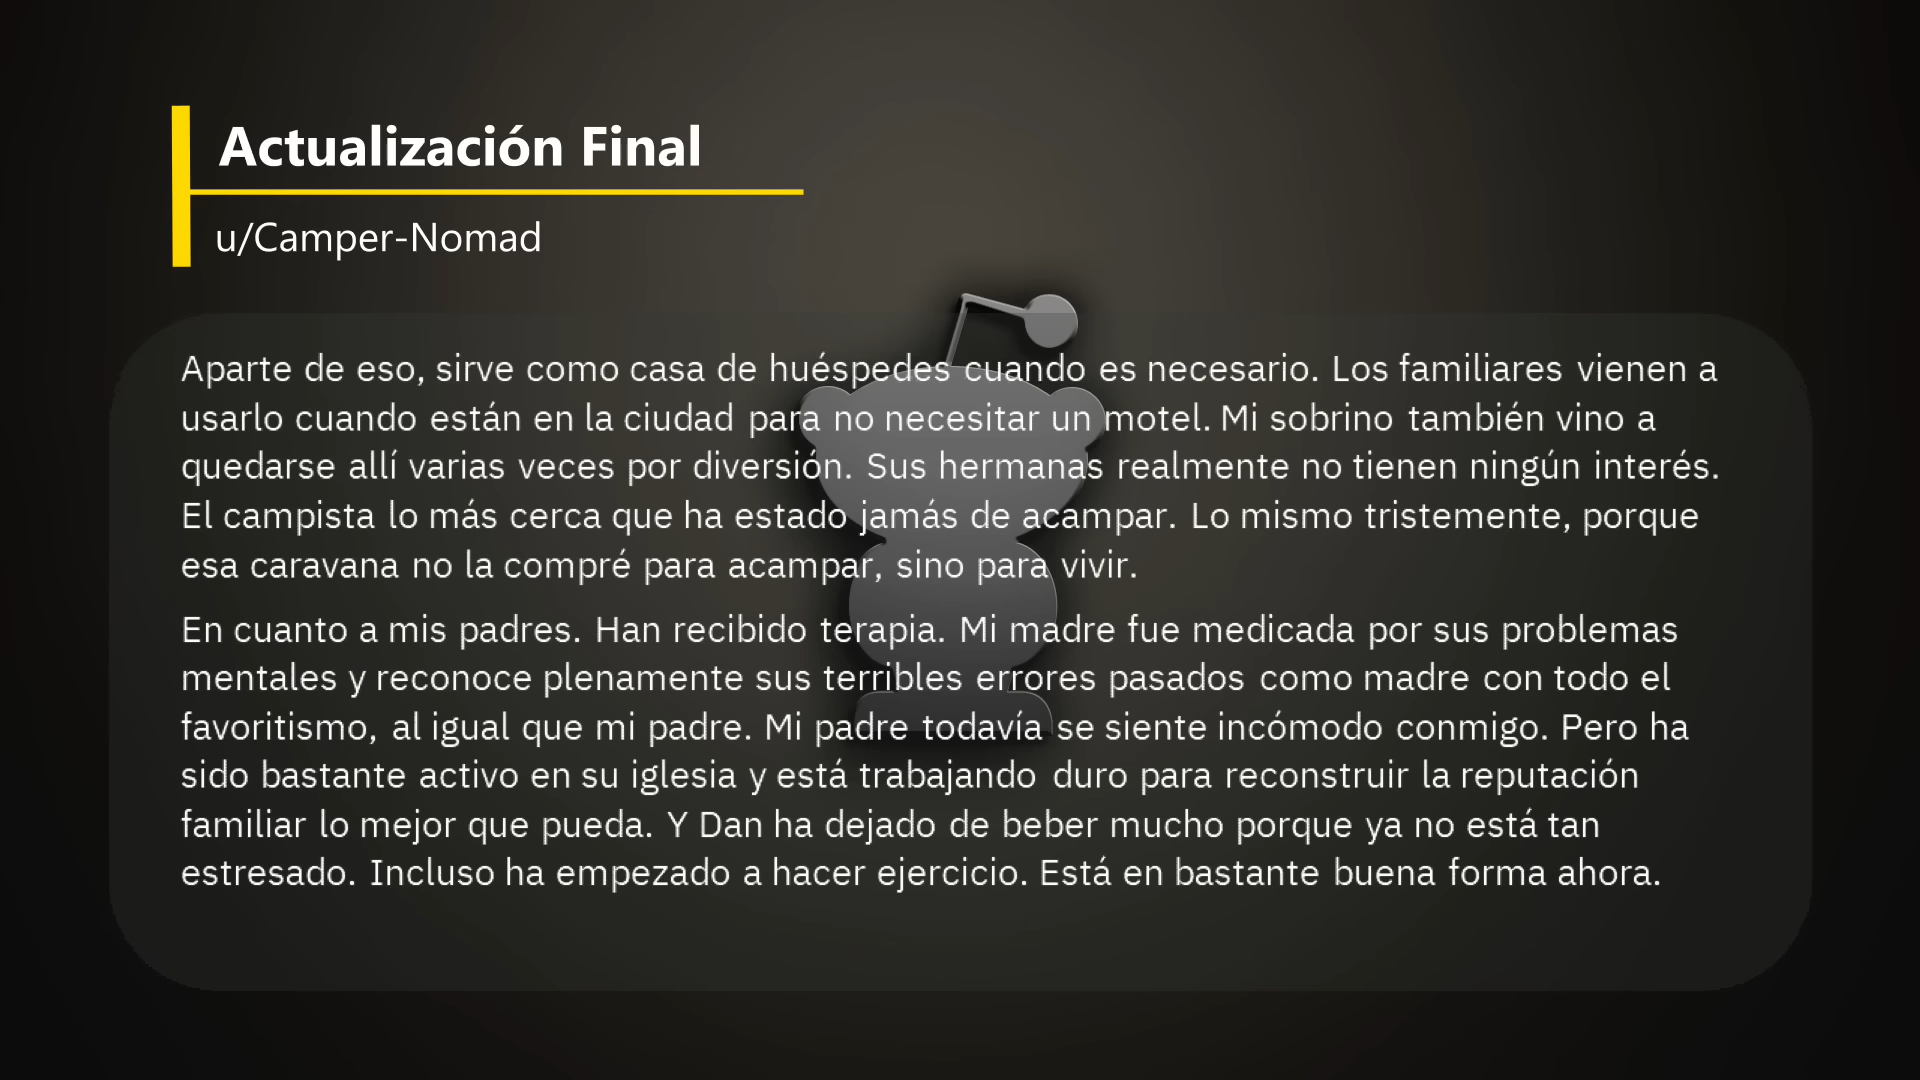 Actualización Final
u/Camper-Nomad
Aparte de eso, sirve como casa de huéspedes cuando es necesario. Los familiares vienen a
usarlo cuando están en la ciudad para no necesitar un motel. Mi sobrino también vino a
quedarse allí varias veces por diversión. Sus hermanas realmente no tienen ningún interés.
El campista lo más cerca que ha estado jamás de acampar. Lo mismo tristemente, porque
esa caravana no la compré para acampar, sino para vivir.
En cuanto a mis padres. Han recibido terapia. Mi madre fue medicada por sus problemas
mentales y reconoce plenamente sus terribles errores pasados como madre con todo el
favoritismo, al igual que mi padre. Mi padre todavía se siente incómodo conmigo. Pero ha
sido bastante activo en su iglesia y está trabajando duro para reconstruir la reputación
familiar lo mejor que pueda. Y Dan ha dejado de beber mucho porque ya no está tan
estresado. Incluso ha empezado a hacer ejercicio. Está en bastante buena forma ahora.